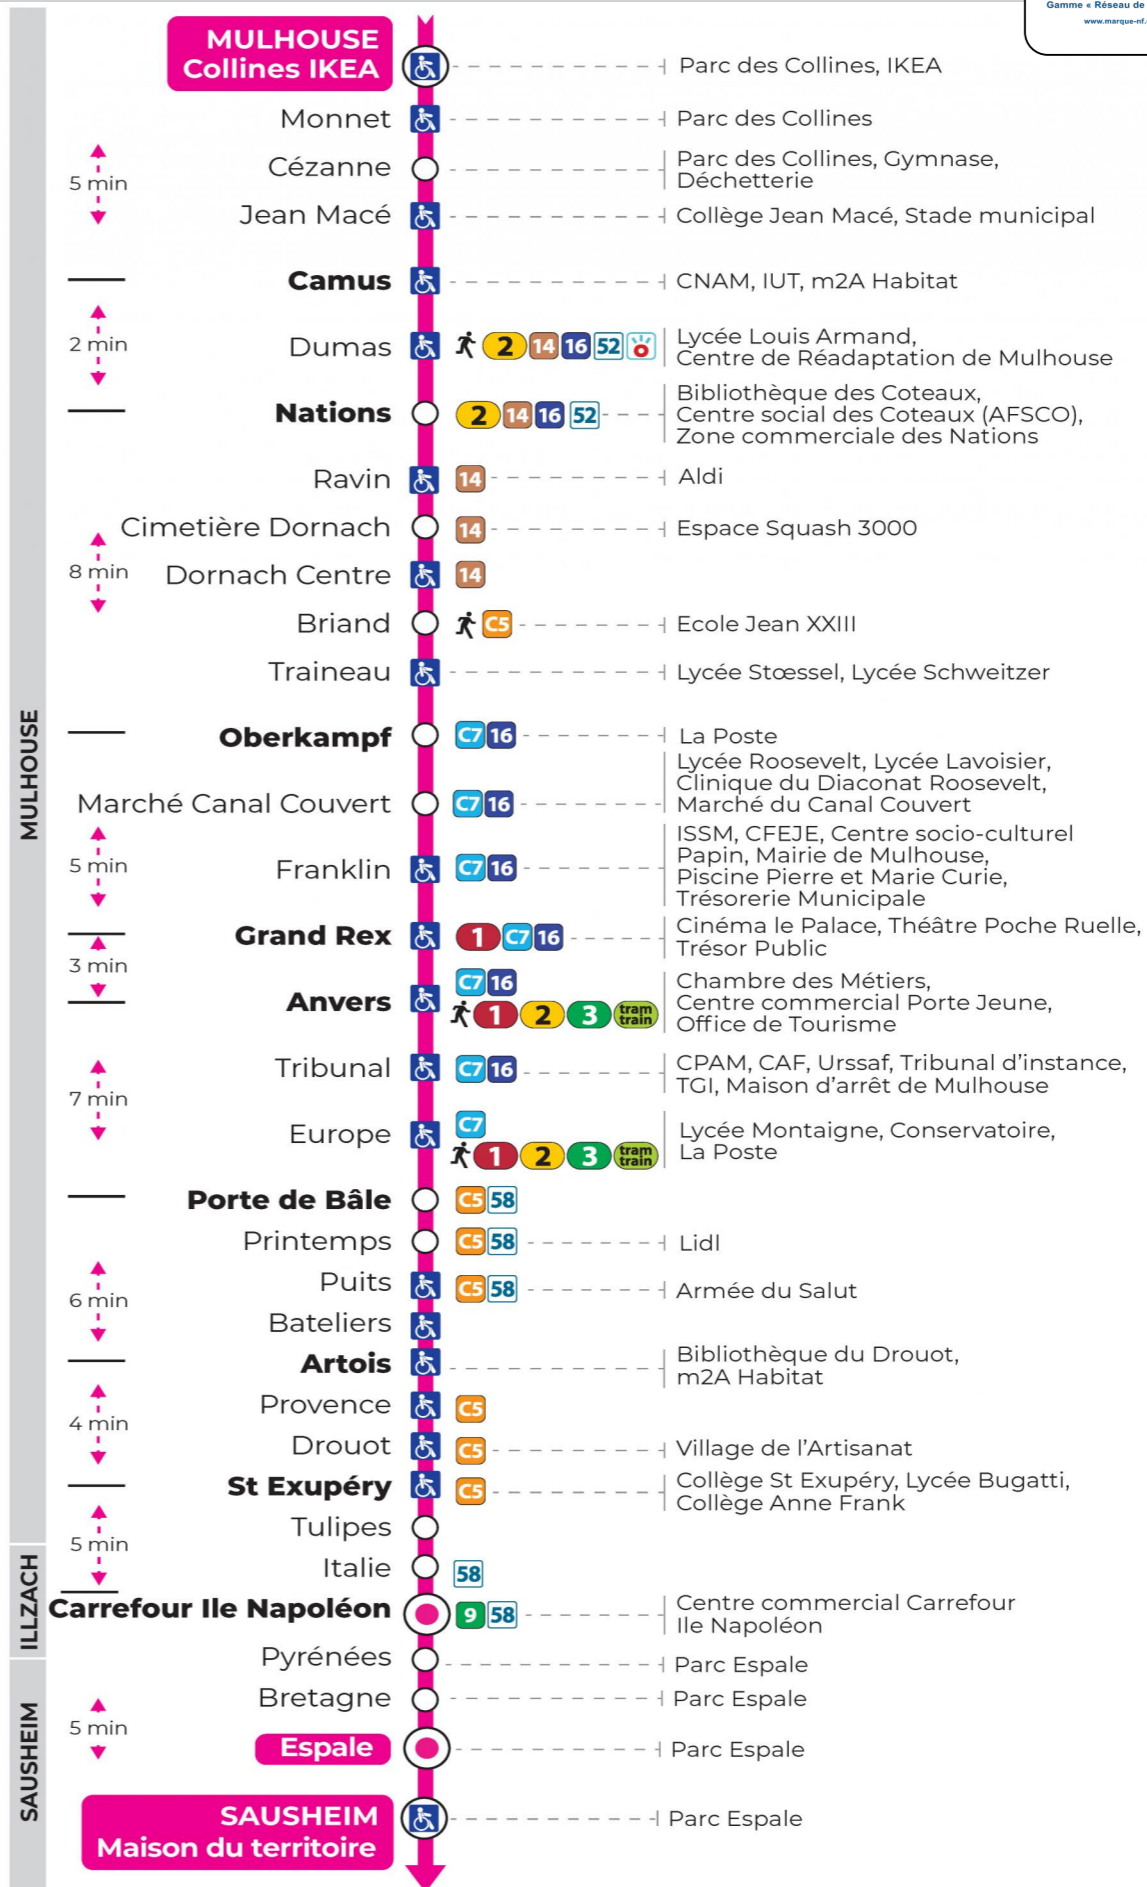 Gamme « Réseau de
www.marque-nf.
MULHOUSE
Collines IKEA
Parc des Collines, IKEA
Monnet
Parc des Collines
Cézanne
Parc des Collines, Gymnase,
Déchetterie
5 min
Jean Macé
Collège Jean Macé, Stade municipal
Camus
CNAM, IUT, m2A Habitat
2 min
Dumas
2 14 16 52
Lycée Louis Armand,
Centre de Réadaptation de Mulhouse
Nations
2 14 16 52
Bibliothèque des Coteaux,
Centre social des Coteaux (AFSCO),
Zone commerciale des Nations
Ravin
14
Aldi
Cimetière Dornach
14
Espace Squash 3000
8 min
Dornach Centre
14
Briand
C5
Ecole Jean XXIII
Traineau
Lycée Stœssel, Lycée Schweitzer
MULHOUSE
Oberkampf
C7 16
La Poste
Marché Canal Couvert
C7 16
Lycée Roosevelt, Lycée Lavoisier,
Clinique du Diaconat Roosevelt,
Marché du Canal Couvert
5 min
Franklin
C7 16
ISSM, CFEJE, Centre socio-culturel
Papin, Mairie de Mulhouse,
Piscine Pierre et Marie Curie,
Trésorerie Municipale
Grand Rex
1 C7 16
Cinéma le Palace, Théâtre Poche Ruelle,
Trésor Public
3 min
Anvers
C7 16
1 2 3 tram train
Chambre des Métiers,
Centre commercial Porte Jeune,
Office de Tourisme
Tribunal
C7 16
CPAM, CAF, Urssaf, Tribunal d'instance,
TGI, Maison d'arrêt de Mulhouse
7 min
Europe
C7
1 2 3 tram train
Lycée Montaigne, Conservatoire,
La Poste
Porte de Bâle
C5 58
Printemps
C5 58
Lidl
Puits
C5 58
Armée du Salut
6 min
Bateliers
Artois
Bibliothèque du Drouot,
m2A Habitat
Provence
C5
4 min
Drouot
C5
Village de l'Artisanat
St Exupéry
C5
Collège St Exupéry, Lycée Bugatti,
Collège Anne Frank
Tulipes
5 min
Italie
58
ILLZACH
Carrefour Ile Napoléon
9 58
Centre commercial Carrefour
Ile Napoléon
Pyrénées
Parc Espale
Bretagne
Parc Espale
5 min
Espale
Parc Espale
SAUSHEIM
SAUSHEIM
Maison du territoire
Parc Espale